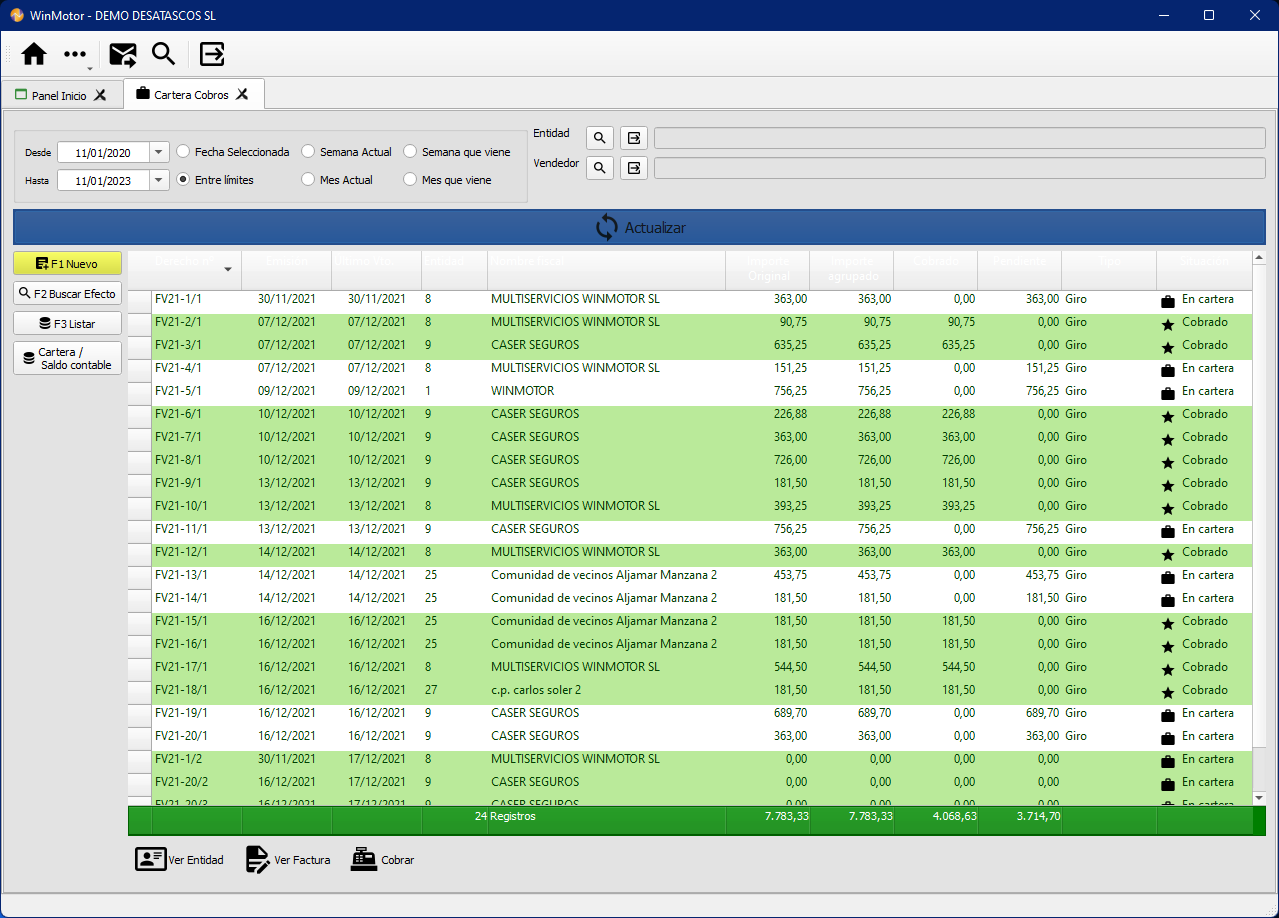 WinMotor - DEMO DESATASCOS SL
Panel Inicio
Cartera Cobros
Desde 11/01/2020 Fecha Seleccionada Semana Actual Semana que viene
Hasta 11/01/2023 Entre límites Mes Actual Mes que viene
Entidad
Vendedor
Actualizar
F1 Nuevo
F2 Buscar Efecto
F3 Listar
Cartera /
Saldo contable
Importe Original Importe agrupado Cobrado Pendiente Tipo Situación
FV21-1/1 30/11/2021 30/11/2021 8 MULTISERVICIOS WINMOTOR SL 363,00 363,00 0,00 363,00 Giro En cartera
FV21-2/1 07/12/2021 07/12/2021 8 MULTISERVICIOS WINMOTOR SL 90,75 90,75 90,75 0,00 Giro Cobrado
FV21-3/1 07/12/2021 07/12/2021 9 CASER SEGUROS 635,25 635,25 635,25 0,00 Giro Cobrado
FV21-4/1 07/12/2021 07/12/2021 8 MULTISERVICIOS WINMOTOR SL 151,25 151,25 0,00 151,25 Giro En cartera
FV21-5/1 09/12/2021 09/12/2021 1 WINMOTOR 756,25 756,25 0,00 756,25 Giro En cartera
FV21-6/1 10/12/2021 10/12/2021 9 CASER SEGUROS 226,88 226,88 226,88 0,00 Giro Cobrado
FV21-7/1 10/12/2021 10/12/2021 9 CASER SEGUROS 363,00 363,00 363,00 0,00 Giro Cobrado
FV21-8/1 10/12/2021 10/12/2021 9 CASER SEGUROS 726,00 726,00 726,00 0,00 Giro Cobrado
FV21-9/1 13/12/2021 13/12/2021 9 CASER SEGUROS 181,50 181,50 181,50 0,00 Giro Cobrado
FV21-10/1 13/12/2021 13/12/2021 8 MULTISERVICIOS WINMOTOR SL 393,25 393,25 393,25 0,00 Giro Cobrado
FV21-11/1 13/12/2021 13/12/2021 9 CASER SEGUROS 756,25 756,25 0,00 756,25 Giro En cartera
FV21-12/1 14/12/2021 14/12/2021 8 MULTISERVICIOS WINMOTOR SL 363,00 363,00 363,00 0,00 Giro Cobrado
FV21-13/1 14/12/2021 14/12/2021 25 Comunidad de vecinos Aljamar Manzana 2 453,75 453,75 0,00 453,75 Giro En cartera
FV21-14/1 14/12/2021 14/12/2021 25 Comunidad de vecinos Aljamar Manzana 2 181,50 181,50 0,00 181,50 Giro En cartera
FV21-15/1 16/12/2021 16/12/2021 25 Comunidad de vecinos Aljamar Manzana 2 181,50 181,50 181,50 0,00 Giro Cobrado
FV21-16/1 16/12/2021 16/12/2021 25 Comunidad de vecinos Aljamar Manzana 2 181,50 181,50 181,50 0,00 Giro Cobrado
FV21-17/1 16/12/2021 16/12/2021 8 MULTISERVICIOS WINMOTOR SL 544,50 544,50 544,50 0,00 Giro Cobrado
FV21-18/1 16/12/2021 16/12/2021 27 c.p. carlos soler 2 181,50 181,50 181,50 0,00 Giro Cobrado
FV21-19/1 16/12/2021 16/12/2021 9 CASER SEGUROS 689,70 689,70 0,00 689,70 Giro En cartera
FV21-20/1 16/12/2021 16/12/2021 9 CASER SEGUROS 363,00 363,00 0,00 363,00 Giro En cartera
FV21-1/2 30/11/2021 17/12/2021 8 MULTISERVICIOS WINMOTOR SL 0,00 0,00 0,00 0,00 En cartera
FV21-20/2 16/12/2021 17/12/2021 9 CASER SEGUROS 0,00 0,00 0,00 0,00 En cartera
FV21-20/3 16/12/2021 17/12/2021 9 CASER SEGUROS 0,00 0,00 0,00 0,00 En cartera
24 Registros 7.783,33 7.783,33 4.068,63 3.714,70
Ver Entidad Ver Factura Cobrar